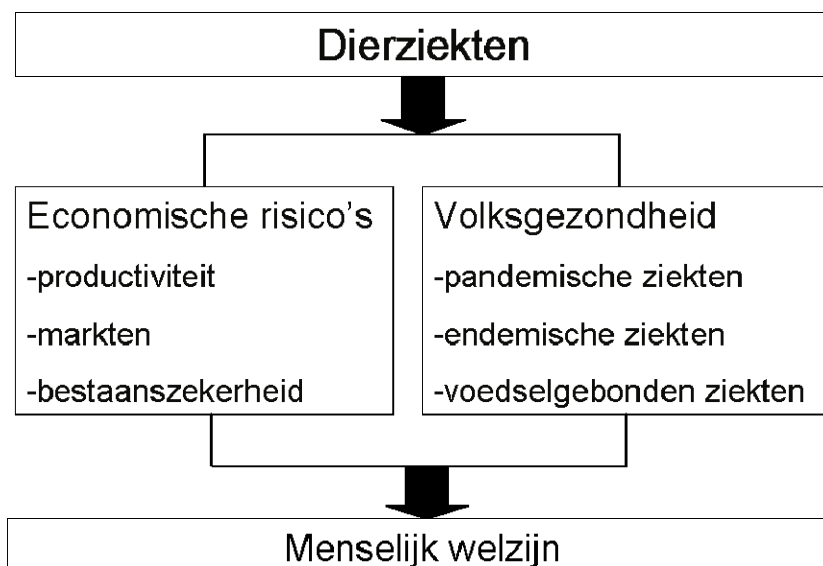 Dierziekten
Economische risico's
-productiviteit
-markten
-bestaanszekerheid
Volksgezondheid
-pandemische ziekten
-endemische ziekten
-voedselgebonden ziekten
Menselijk welzijn